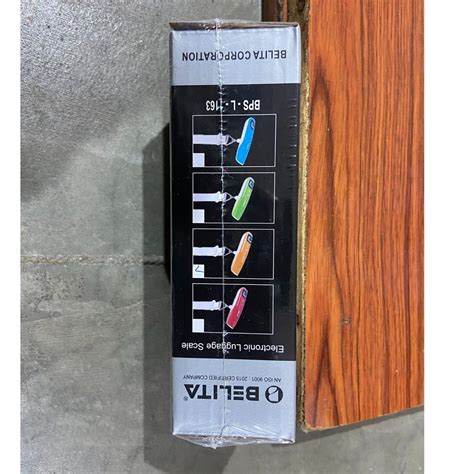 BELITA
AN ISO 9001 : 2015 CERTIFIED COMPANY
Electronic Luggage Scale
BPS - L - 1163
BELITA CORPORATION